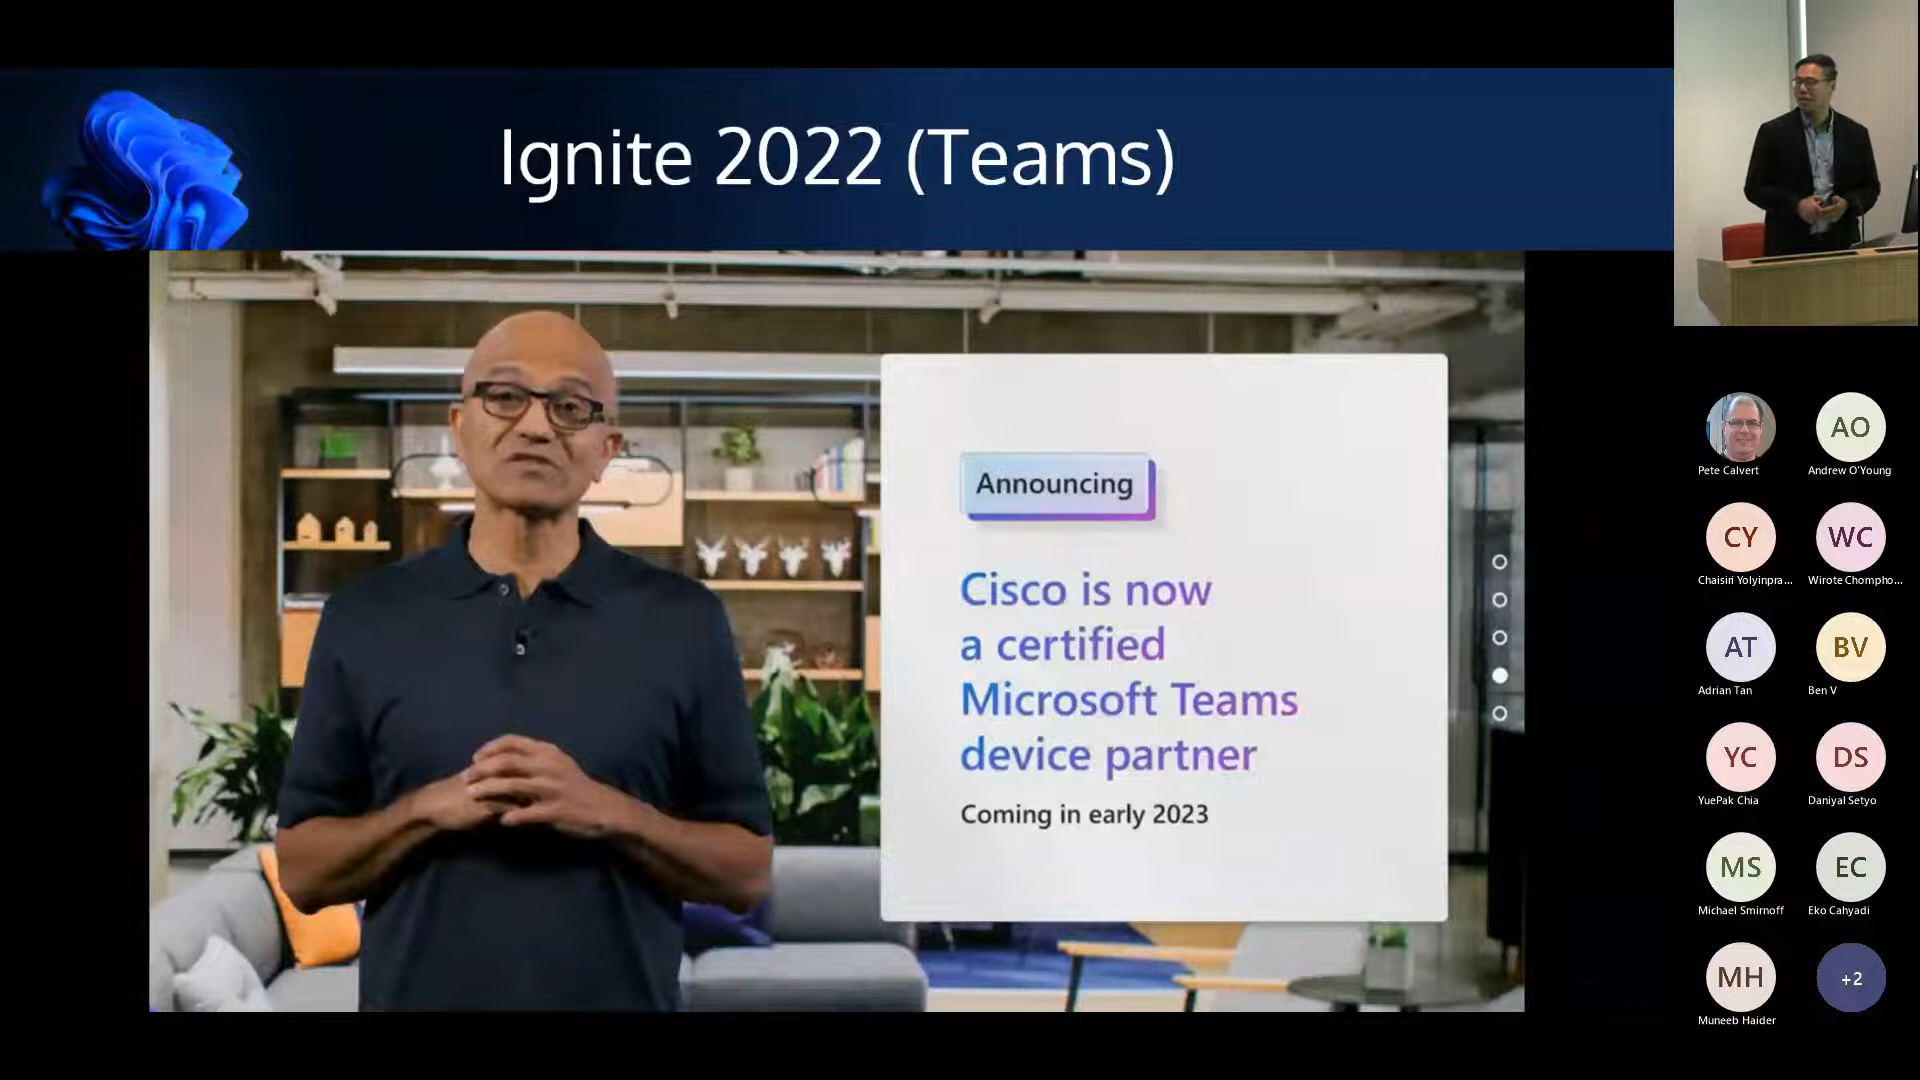 Ignite 2022 (Teams)
Announcing
Cisco is now
a certified
Microsoft Teams
device partner
Coming in early 2023
Pete Calvert
AO
Andrew O'Young
CY
Chaisiri Yolyinpra...
WC
Wirote Chompho...
AT
Adrian Tan
BV
Ben V
YC
YuePak Chia
DS
Daniyal Setyo
MS
Michael Smirnoff
EC
Eko Cahyadi
MH
Muneeb Haider
+2